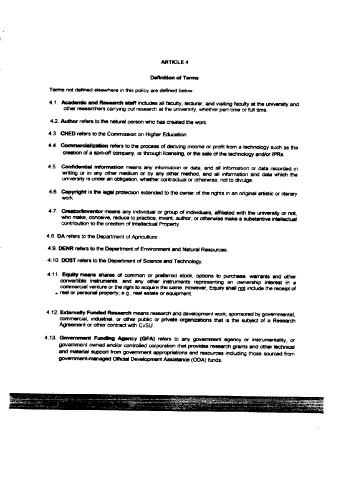 ARTICLE 4
Definition of Terms
Terms not defined elsewhere in this policy are defined below:
4.1. Academic and Research staff includes all faculty, lecturer, and visiting faculty at the university and
other researchers carrying out research at the university, whether part-time or full time.
4.2. Author refers to the natural person who has created the work.
4.3 CHED refers to the Commission on Higher Education
4.4 Commercialization refers to the process of deriving income or profit from a technology such as the
creation of a spin-off company, or through licensing, or the sale of the technology and/or IPRs.
4.5 Confidential information means any information or data, and all information or data recorded in
writing or in any other medium or by any other method, and all information and data which the
university is under an obligation, whether contractual or otherwise, not to divulge.
4.6 Copyright is the legal protection extended to the owner of the rights in an original artistic or literary
work.
4.7. Creator/Inventor means any individual or group of individuals, affiliated with the university or not,
who make, conceive, reduce to practice, invent, author, or otherwise make a substantive intellectual
contribution to the creation of Intellectual Property.
4.8. DA refers to the Department of Agriculture
4.9. DENR refers to the Department of Environment and Natural Resources.
4.10. DOST refers to the Department of Science and Technology.
4.11. Equity means shares of common or preferred stock, options to purchase, warrants and other
convertible instruments, and any other instruments representing an ownership interest in a
commercial venture or the right to acquire the same. However, Equity shall not include the receipt of
real or personal property; e.g., real estate or equipment.
4.12. Externally Funded Research means research and development work, sponsored by governmental,
commercial, industrial, or other public or private organizations that is the subject of a Research
Agreement or other contract with CvSU.
4.13. Government Funding Agency (GFA) refers to any government agency or instrumentality, or
government owned and/or controlled corporation that provides research grants and other technical
and material support from government appropriations and resources including those sourced from
government-managed Official Development Assistance (ODA) funds.